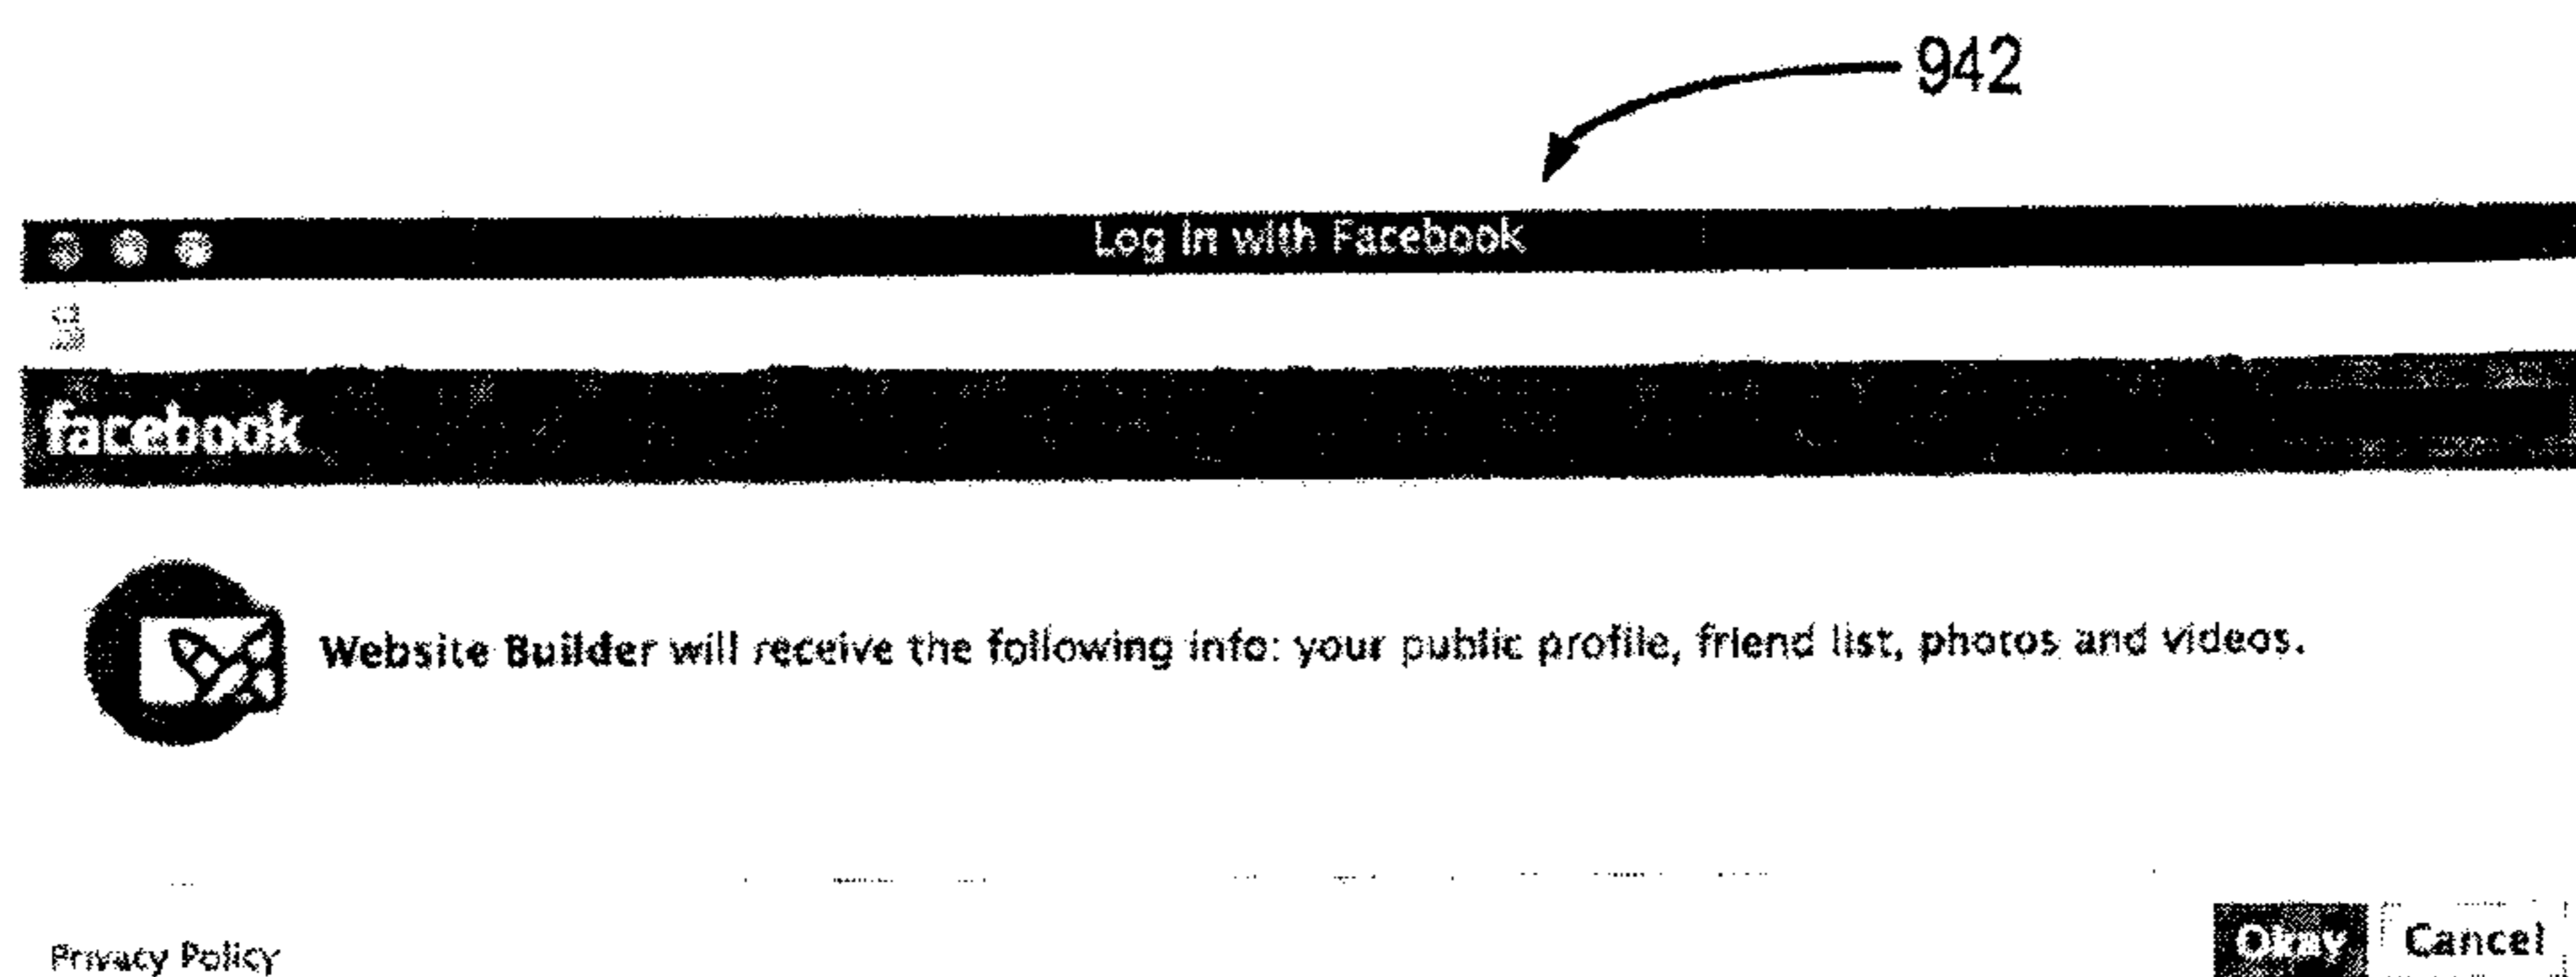 942
Log in with Facebook
facebook
Website Builder will receive the following info: your public profile, friend list, photos and videos.
Privacy Policy
Okay Cancel